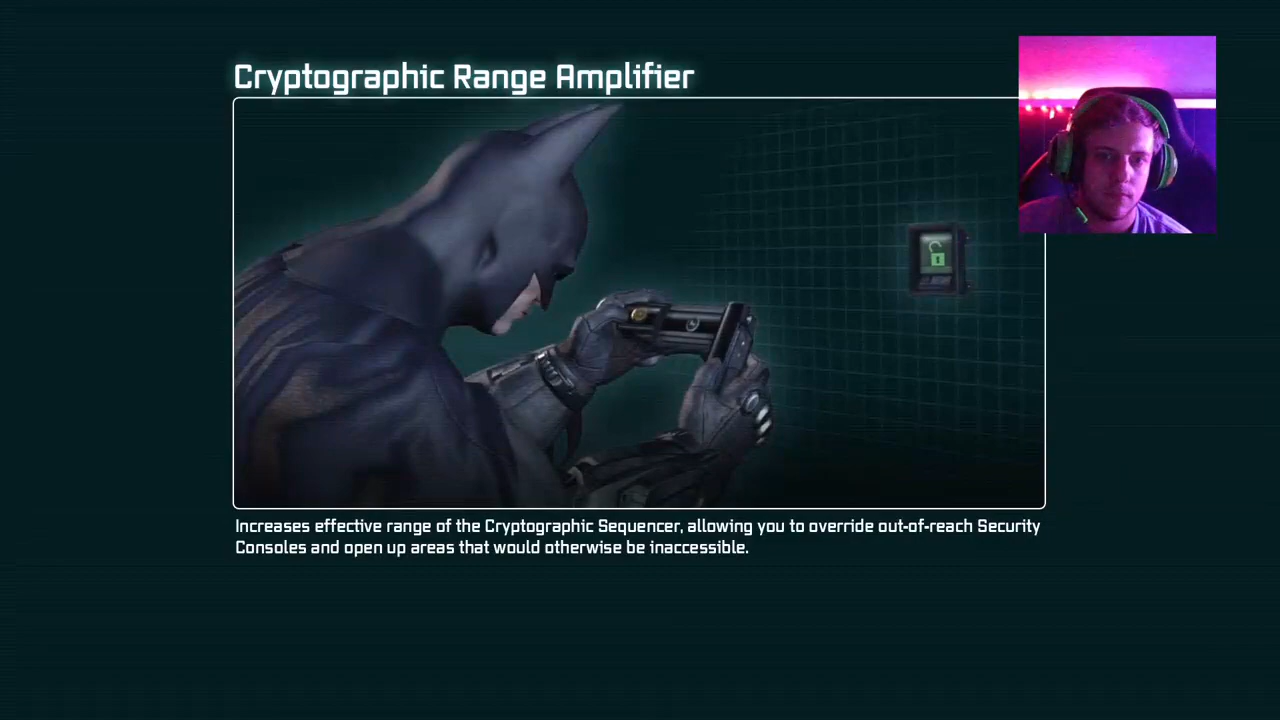 Cryptographic Range Amplifier
Increases effective range of the Cryptographic Sequencer, allowing you to override out-of-reach Security
Consoles and open up areas that would otherwise be inaccessible.